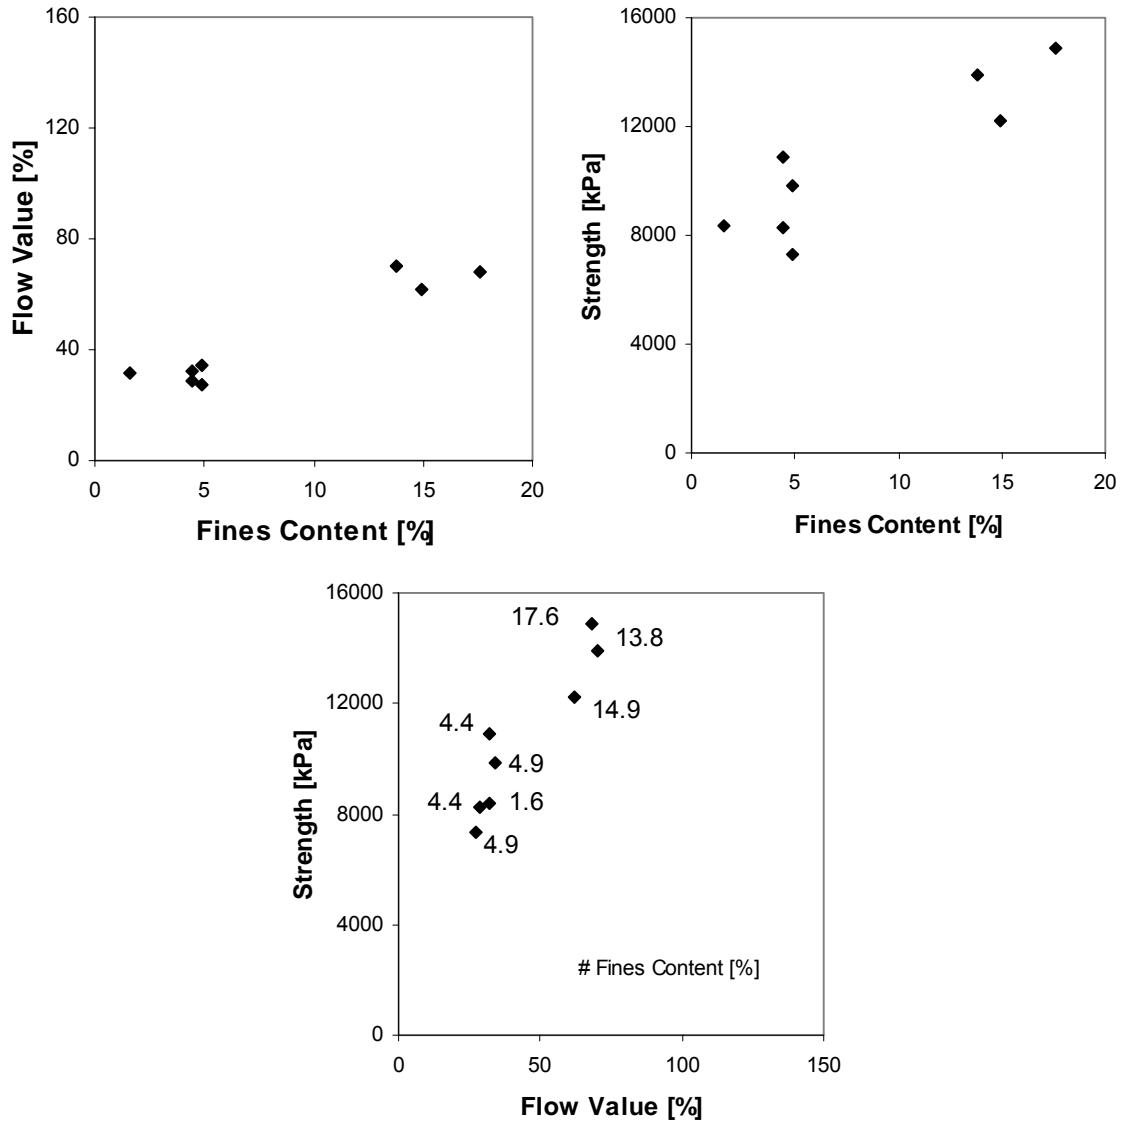 160
120
80
40
0
0 5 10 15 20
Flow Value [%]
Fines Content [%]
16000
12000
8000
4000
0
0 5 10 15 20
Strength [kPa]
Fines Content [%]
16000
12000
8000
4000
0
0 50 100 150
Strength [kPa]
17.6
13.8
14.9
4.4
4.9
4.4 1.6
4.9
# Fines Content [%]
Flow Value [%]